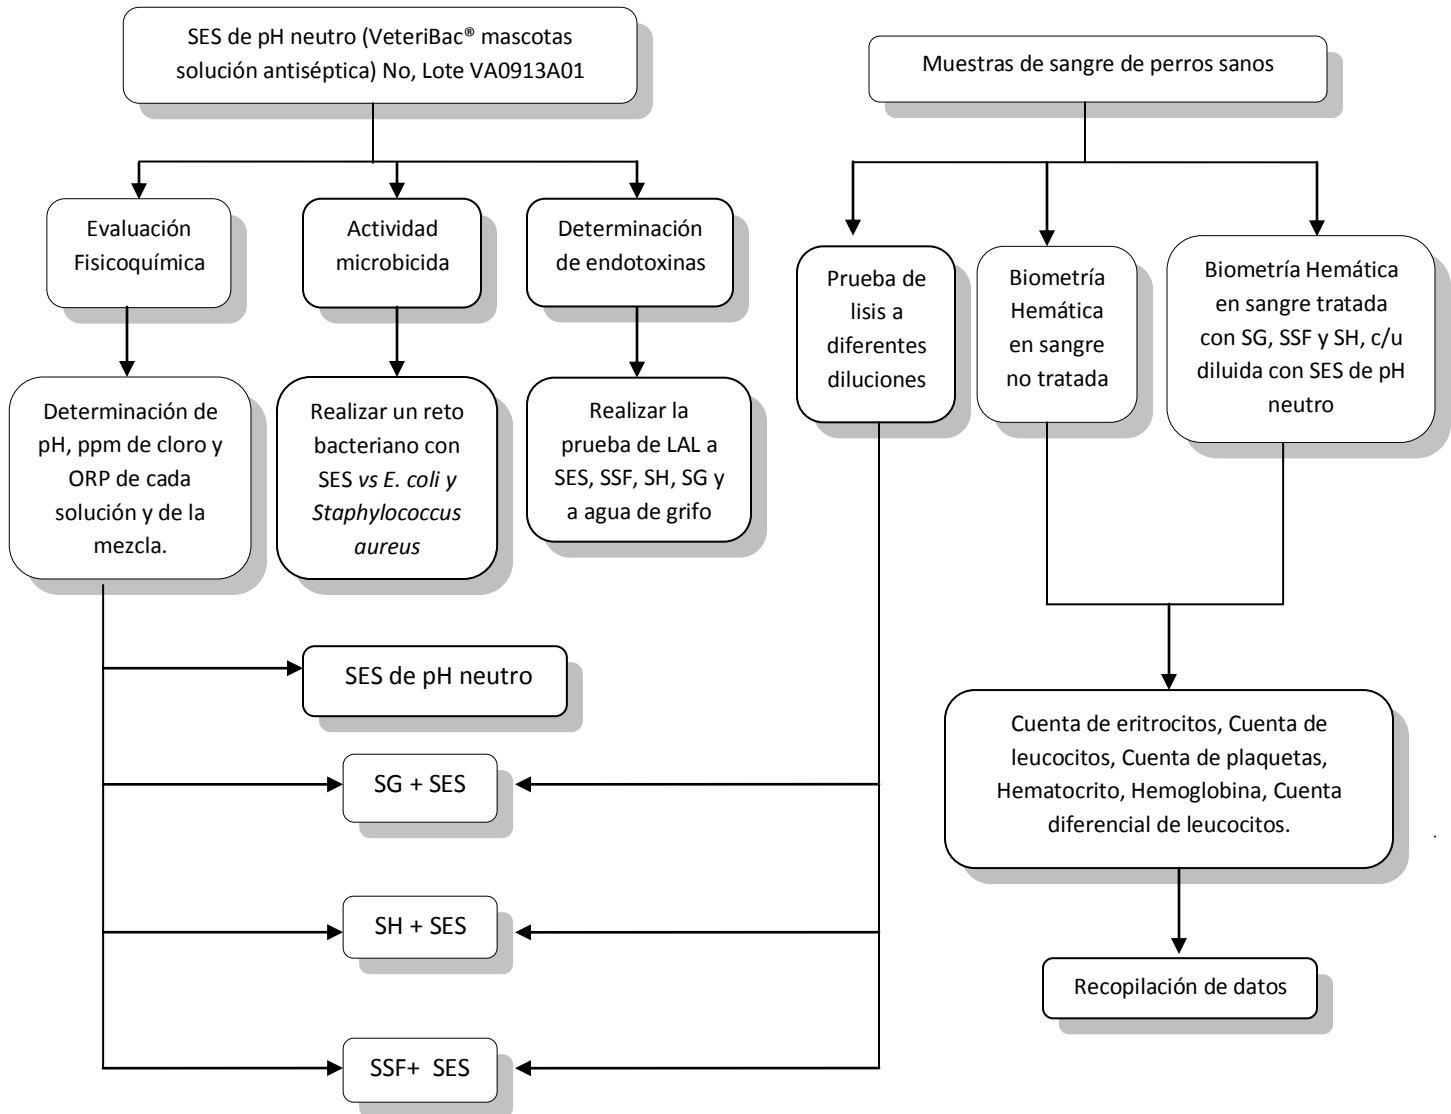 SES de pH neutro (VeteriBac® mascotas
solución antiséptica) No, Lote VA0913A01
Muestras de sangre de perros sanos
Evaluación
Fisicoquímica
Actividad
microbicida
Determinación
de endotoxinas
Prueba de
lisis a
diferentes
diluciones
Biometría
Hemática
en sangre
no tratada
Biometría Hemática
en sangre tratada
con SG, SSF y SH, c/u
diluida con SES de pH
neutro
Determinación de
pH, ppm de cloro y
ORP de cada
solución y de la
mezcla.
Realizar un reto
bacteriano con
SES vs E. coli y
Staphylococcus
aureus
Realizar la
prueba de LAL a
SES, SSF, SH, SG y
a agua de grifo
SES de pH neutro
SG + SES
SH + SES
SSF+ SES
Cuenta de eritrocitos, Cuenta de
leucocitos, Cuenta de plaquetas,
Hematocrito, Hemoglobina, Cuenta
diferencial de leucocitos.
.
Recopilación de datos